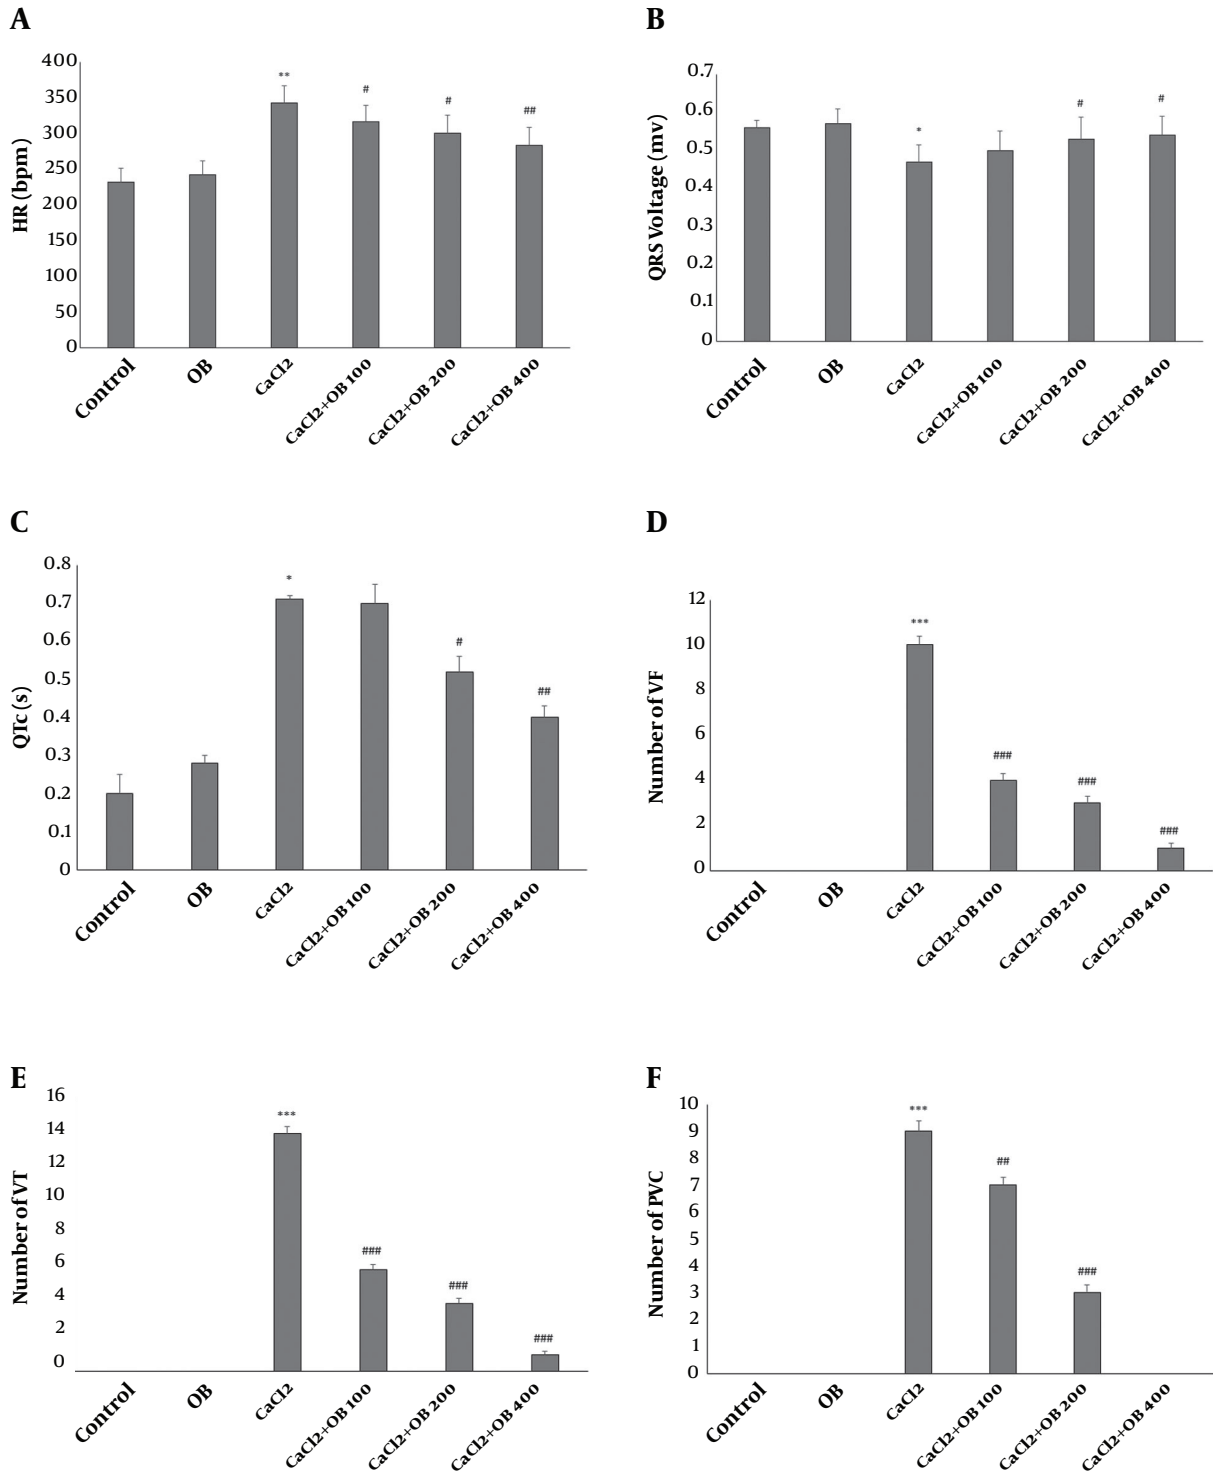 A
HR (bpm)
400
350
300
250
200
150
100
50
0
**
#
#
##
Control
OB
CaCl2
CaCl2+OB 100
CaCl2+OB 200
CaCl2+OB 400
B
QRS Voltage (mv)
0.7
0.6
0.5
0.4
0.3
0.2
0.1
0
*
#
#
Control
OB
CaCl2
CaCl2+OB 100
CaCl2+OB 200
CaCl2+OB 400
C
QTc (s)
0.8
0.7
0.6
0.5
0.4
0.3
0.2
0.1
0
*
#
##
Control
OB
CaCl2
CaCl2+OB 100
CaCl2+OB 200
CaCl2+OB 400
D
Number of VF
12
10
8
6
4
2
0
***
###
###
###
Control
OB
CaCl2
CaCl2+OB 100
CaCl2+OB 200
CaCl2+OB 400
E
Number of VT
16
14
12
10
8
6
4
2
0
***
###
###
###
Control
OB
CaCl2
CaCl2+OB 100
CaCl2+OB 200
CaCl2+OB 400
F
Number of PVC
10
9
8
7
6
5
4
3
2
1
0
***
##
###
Control
OB
CaCl2
CaCl2+OB 100
CaCl2+OB 200
CaCl2+OB 400